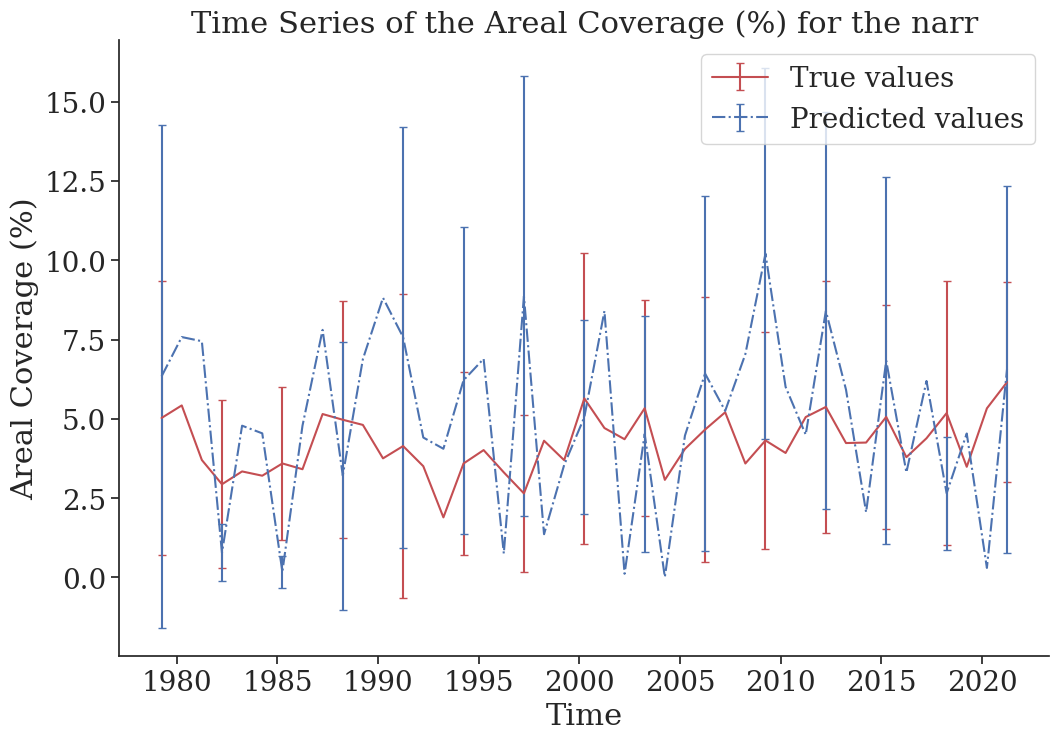 Time Series of the Areal Coverage (%) for the narr
True values
Predicted values
Areal Coverage (%)
15.0
12.5
10.0
7.5
5.0
2.5
0.0
1980 1985 1990 1995 2000 2005 2010 2015 2020
Time